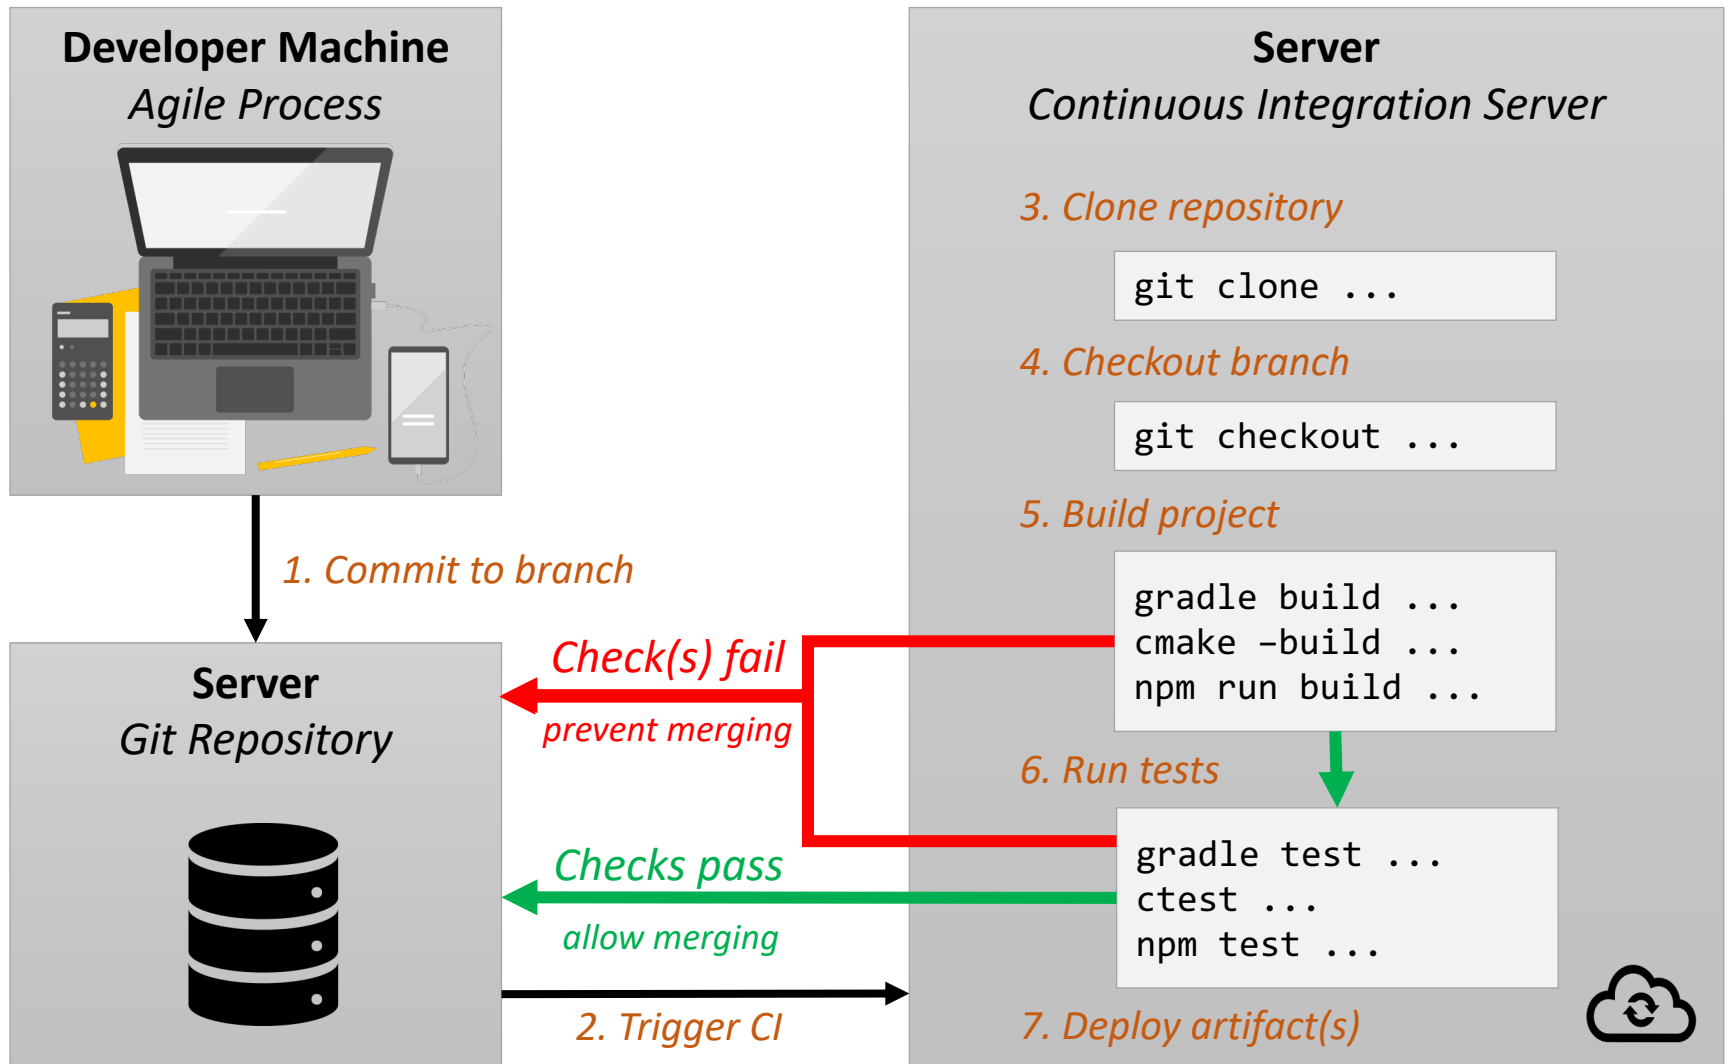 Developer Machine
Agile Process
1. Commit to branch
Server
Git Repository
Check(s) fail
prevent merging
Checks pass
allow merging
2. Trigger CI
Server
Continuous Integration Server
3. Clone repository
git clone ...
4. Checkout branch
git checkout ...
5. Build project
gradle build ...
cmake –build ...
npm run build ...
6. Run tests
gradle test ...
ctest ...
npm test ...
7. Deploy artifact(s)